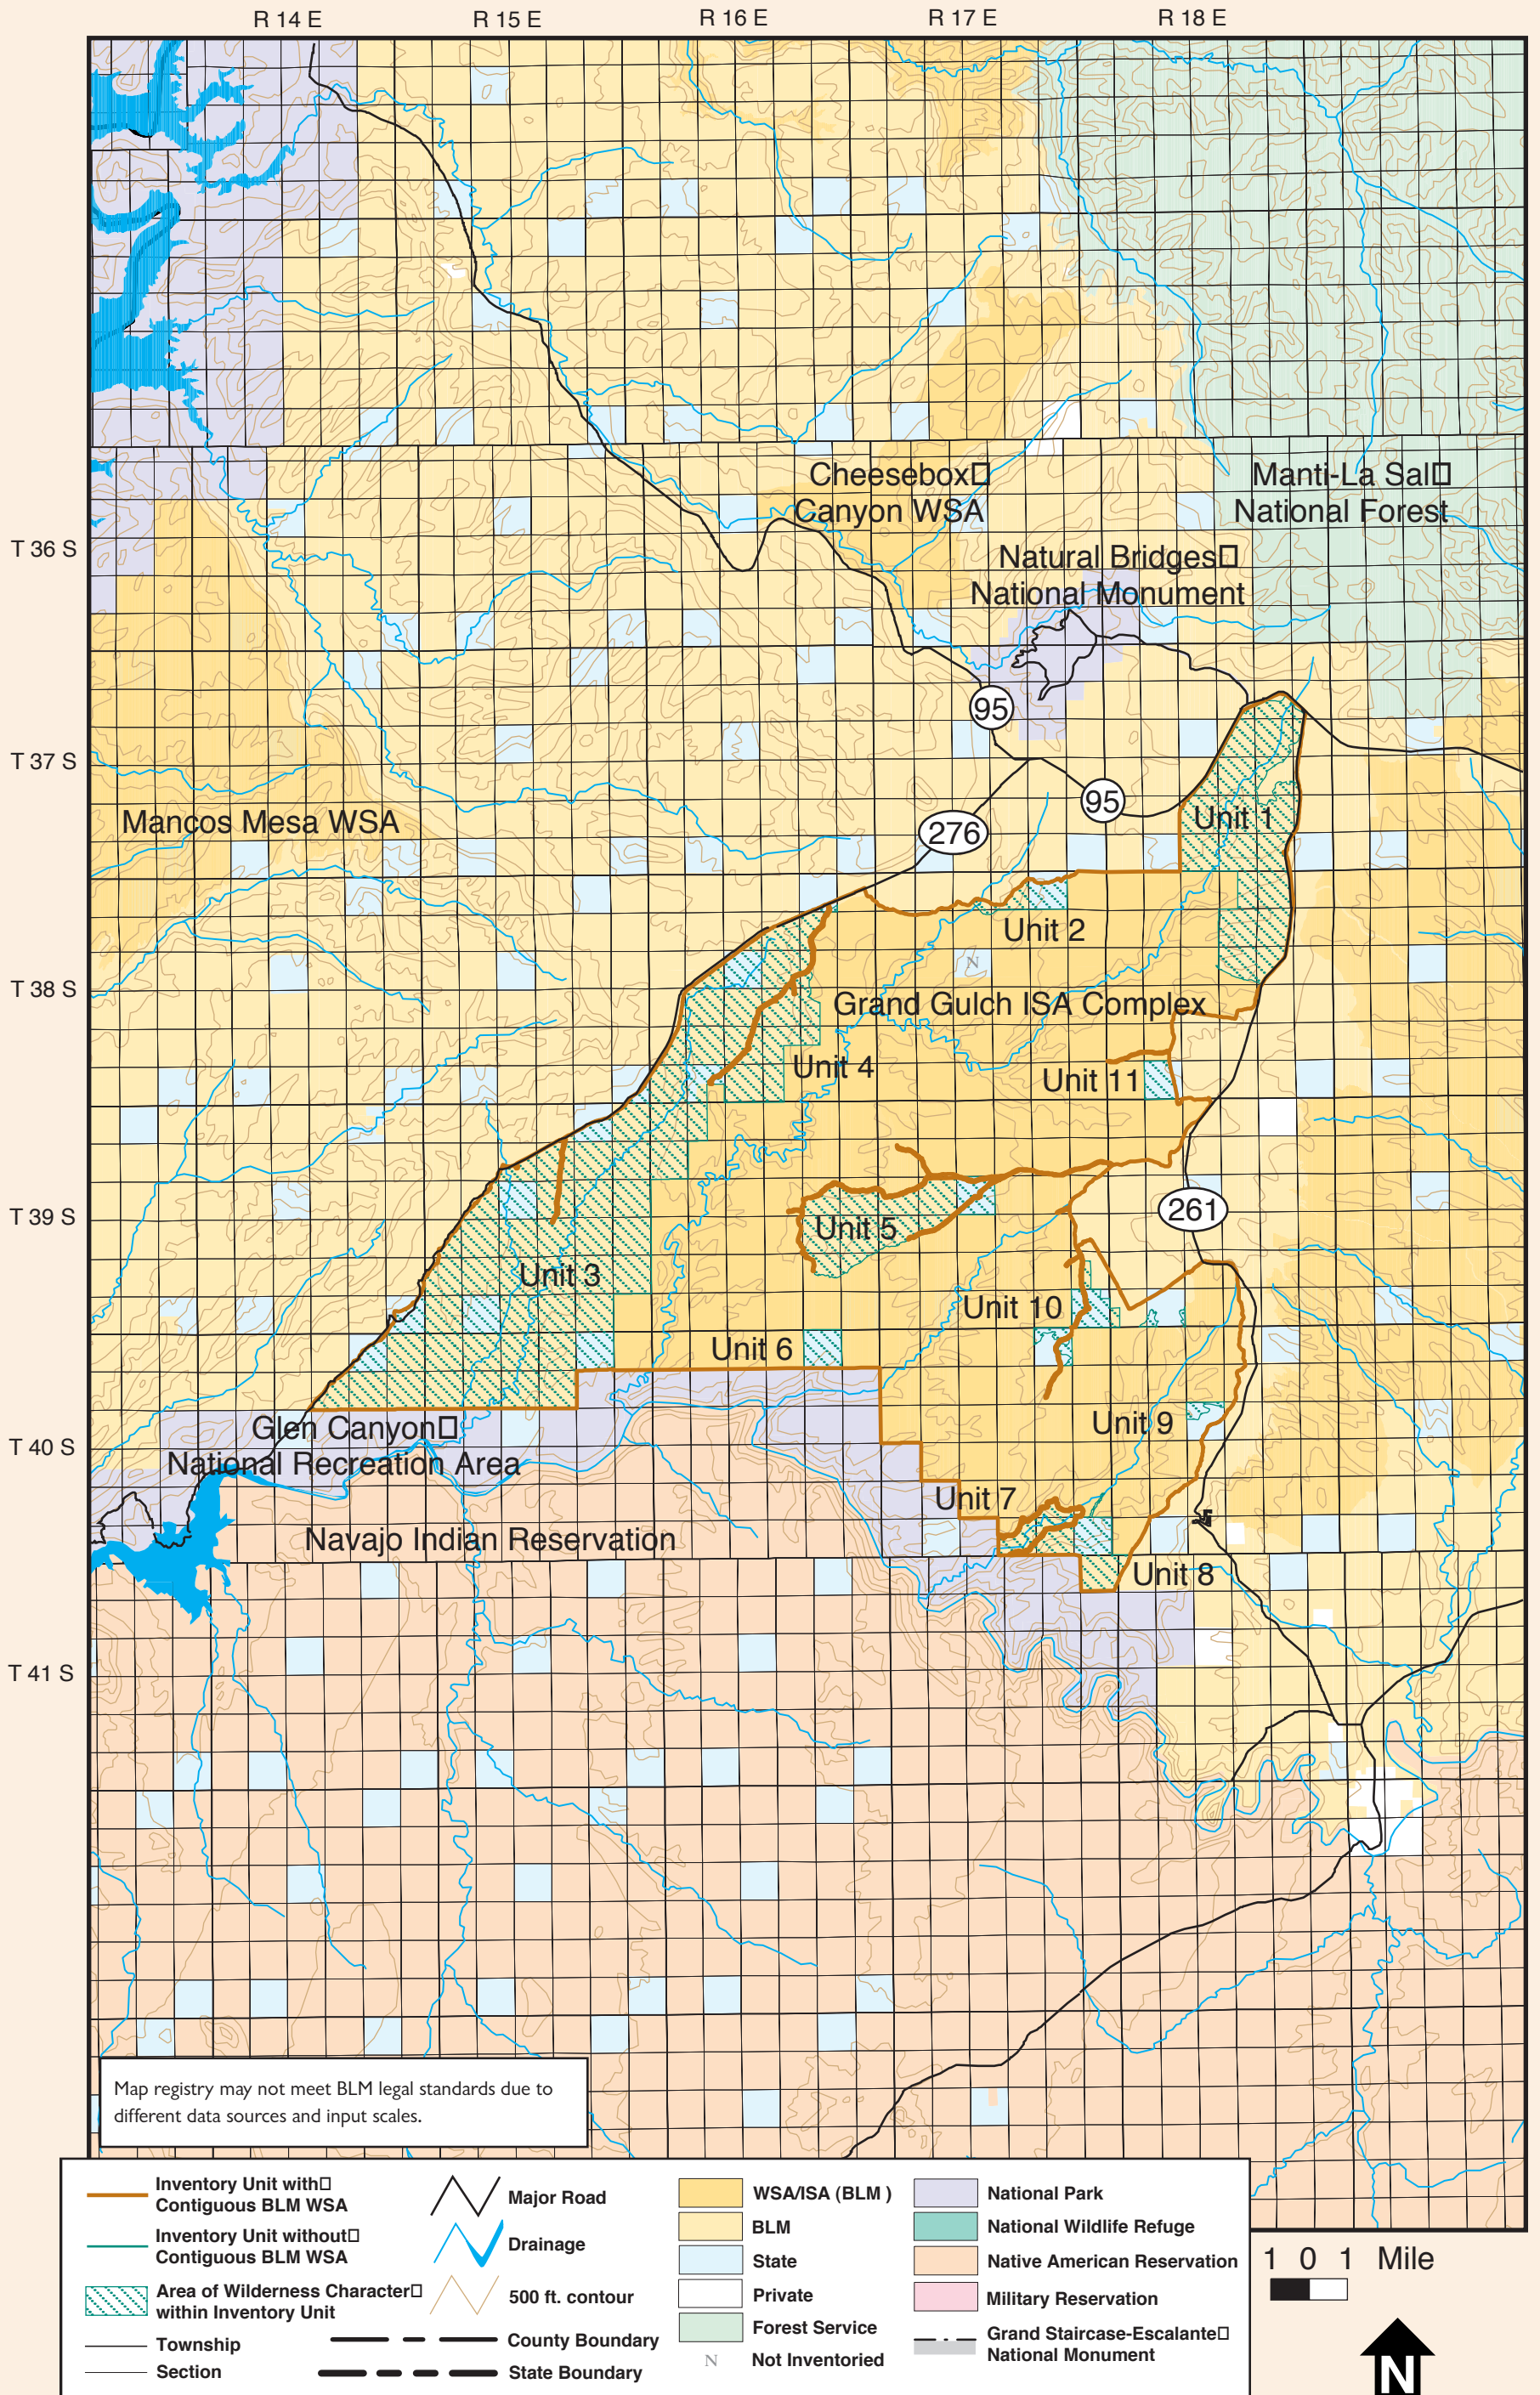 R 14 E R 15 E R 16 E R 17 E R 18 E
Cheesebox□
Canyon WSA
Manti-La Sal□
National Forest
T 36 S
Natural Bridges□
National Monument
95
T 37 S
95
Mancos Mesa WSA
276
Unit 1
Unit 2
N
T 38 S
Grand Gulch ISA Complex
Unit 4
Unit 11
T 39 S
261
Unit 5
Unit 3
Unit 10
Unit 6
Unit 9
Glen Canyon□
National Recreation Area
T 40 S
Unit 7
Navajo Indian Reservation
Unit 8
T 41 S
Map registry may not meet BLM legal standards due to
different data sources and input scales.
Inventory Unit with□
Contiguous BLM WSA
Inventory Unit without□
Contiguous BLM WSA
Area of Wilderness Character□
within Inventory Unit
Township
Section
Major Road
Drainage
500 ft. contour
County Boundary
State Boundary
WSA/ISA (BLM )
BLM
State
Private
Forest Service
N Not Inventoried
National Park
National Wildlife Refuge
Native American Reservation
Military Reservation
Grand Staircase-Escalante□
National Monument
1 0 1 Mile
N